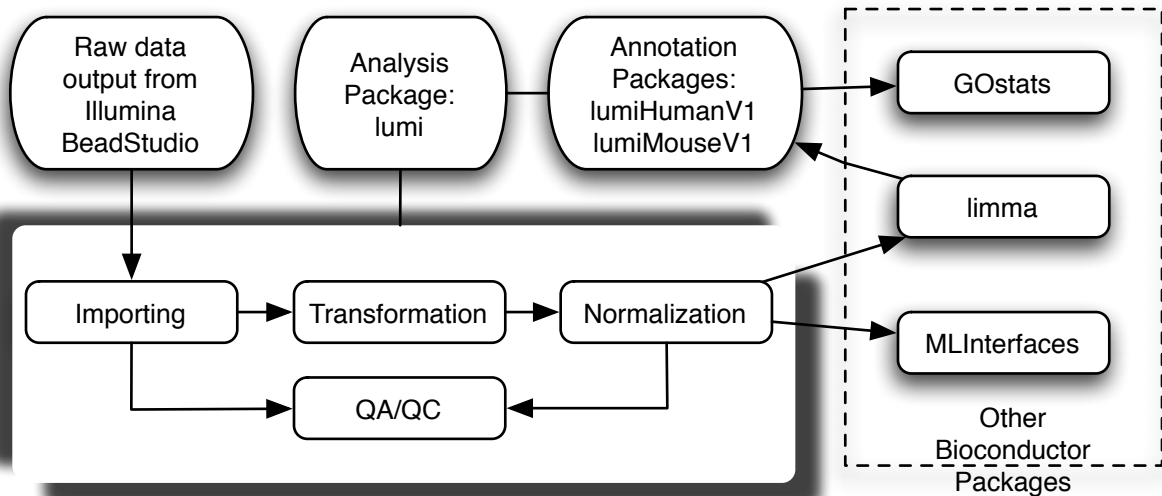 Raw data
output from
Illumina
BeadStudio
Analysis
Package:
lumi
Annotation
Packages:
lumiHumanV1
lumiMouseV1
GOstats
limma
Importing
Transformation
Normalization
MLInterfaces
QA/QC
Other
Bioconductor
Packages